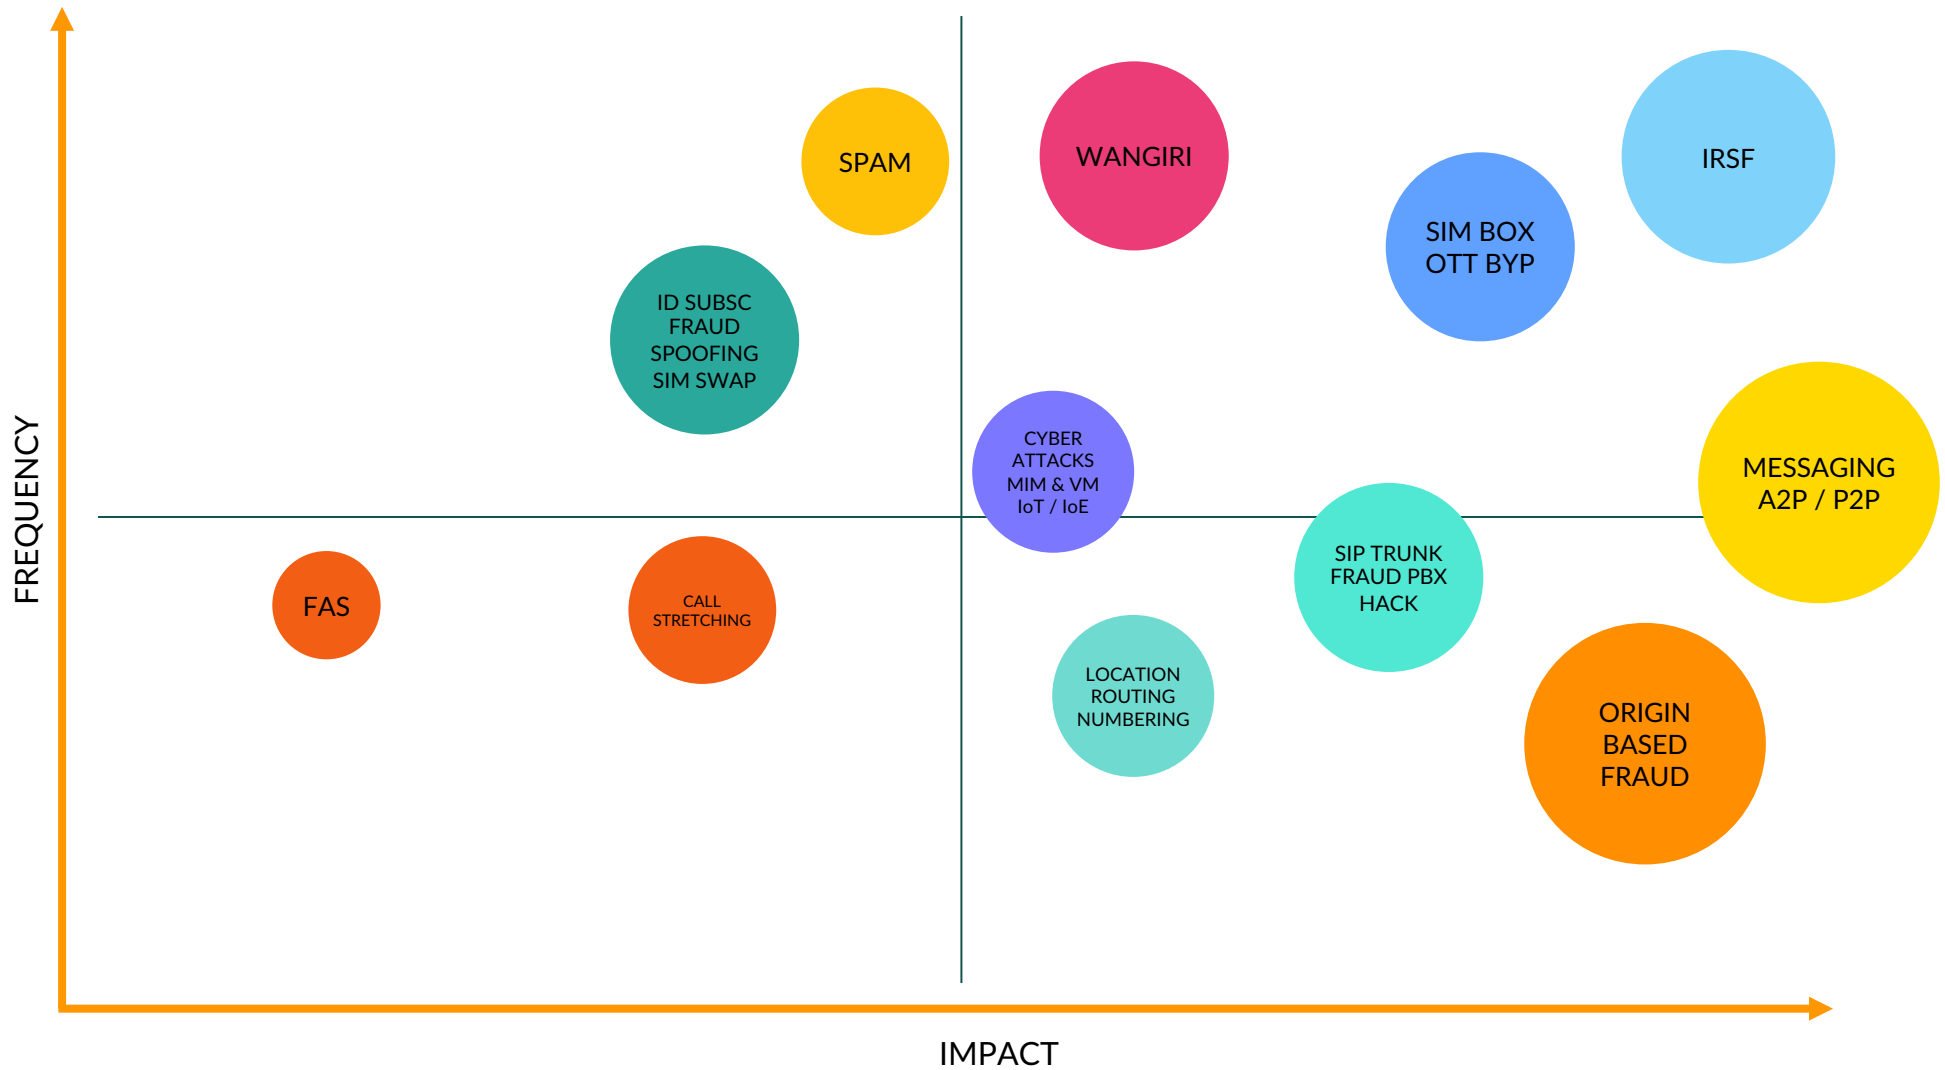 SPAM
WANGIRI
IRSF
SIM BOX
OTT BYP
ID SUBSC
FRAUD
SPOOFING
SIM SWAP
CYBER
ATTACKS
MIM & VM
IoT / IoE
MESSAGING
A2P / P2P
FREQUENCY
FAS
CALL
STRETCHING
SIP TRUNK
FRAUD PBX
HACK
LOCATION
ROUTING
NUMBERING
ORIGIN
BASED
FRAUD
IMPACT